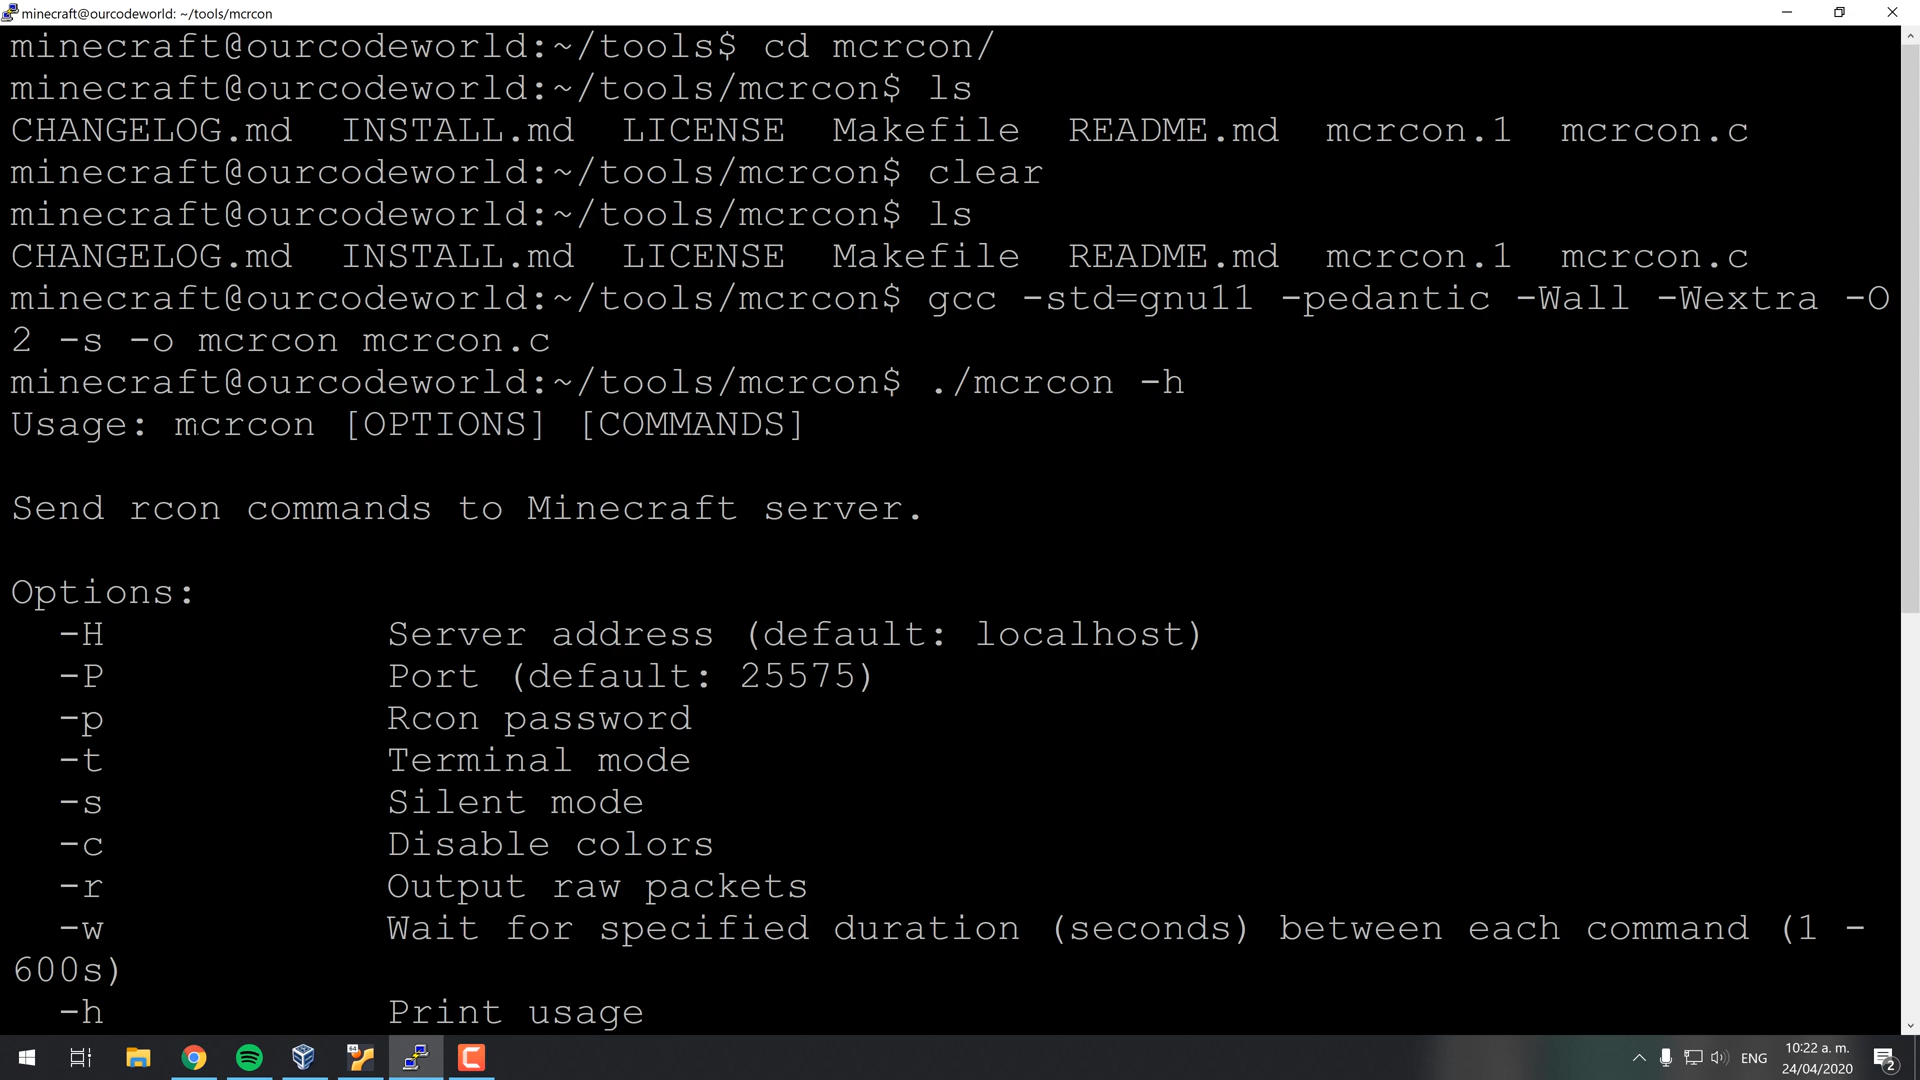 minecraft@ourcodeworld: ~/tools/mcrcon
minecraft@ourcodeworld:~/tools$ cd mcrcon/
minecraft@ourcodeworld:~/tools/mcrcon$ ls
CHANGELOG.md  INSTALL.md  LICENSE  Makefile  README.md  mcrcon.1  mcrcon.c
minecraft@ourcodeworld:~/tools/mcrcon$ clear
minecraft@ourcodeworld:~/tools/mcrcon$ ls
CHANGELOG.md  INSTALL.md  LICENSE  Makefile  README.md  mcrcon.1  mcrcon.c
minecraft@ourcodeworld:~/tools/mcrcon$ gcc -std=gnu11 -pedantic -Wall -Wextra -O
2 -s -o mcrcon mcrcon.c
minecraft@ourcodeworld:~/tools/mcrcon$ ./mcrcon -h
Usage: mcrcon [OPTIONS] [COMMANDS]
Send rcon commands to Minecraft server.
Options:
  -H            Server address (default: localhost)
  -P            Port (default: 25575)
  -p            Rcon password
  -t            Terminal mode
  -s            Silent mode
  -c            Disable colors
  -r            Output raw packets
  -w            Wait for specified duration (seconds) between each command (1 -
600s)
  -h            Print usage
64
ENG
10:22 a. m.
24/04/2020
2